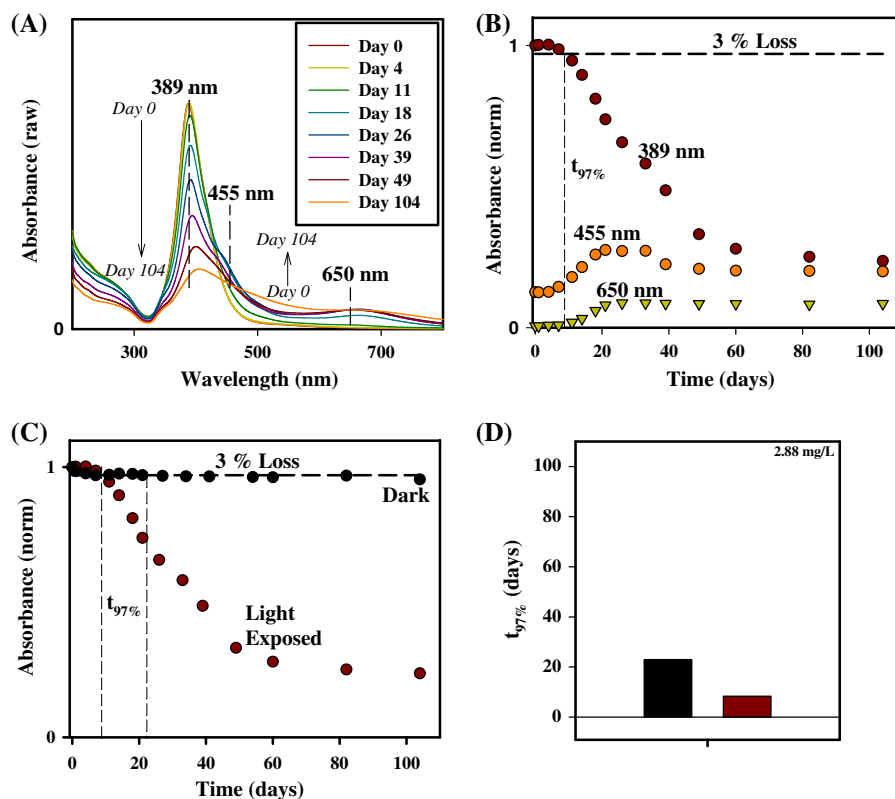 (A)
Absorbance (raw)
0
300
500
700
Wavelength (nm)
389 nm
455 nm
650 nm
Day 0
Day 104
Day 104
Day 0
Day 0
Day 4
Day 11
Day 18
Day 26
Day 39
Day 49
Day 104
(B)
Absorbance (norm)
1
0
0
20
40
60
80
100
Time (days)
3 % Loss
t97%
389 nm
455 nm
650 nm
(C)
Absorbance (norm)
1
0
0
20
40
60
80
100
Time (days)
3 % Loss
Dark
t97%
Light
Exposed
(D)
2.88 mg/L
t97% (days)
100
80
60
40
20
0